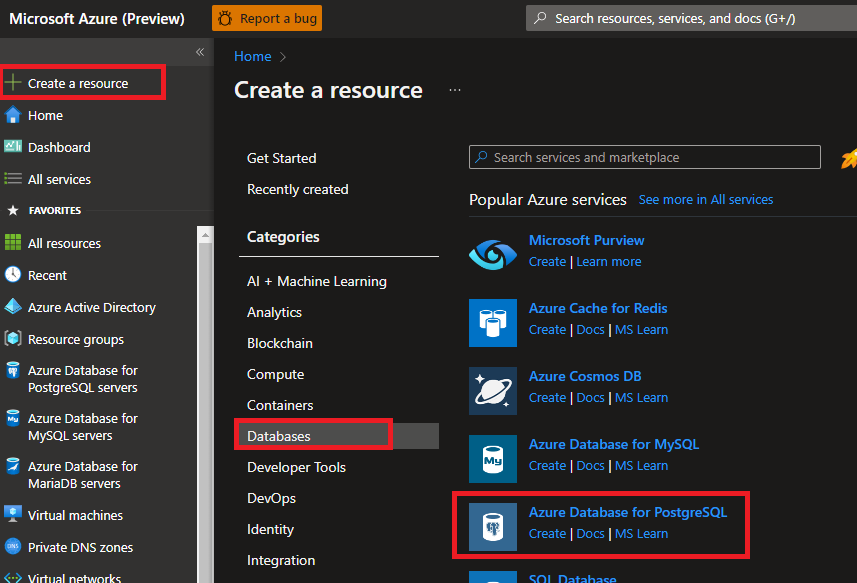 Microsoft Azure (Preview)
Report a bug
Search resources, services, and docs (G+/)
«
Create a resource
Home
Dashboard
All services
FAVORITES
All resources
Recent
Azure Active Directory
Resource groups
Azure Database for
PostgreSQL servers
Azure Database for
MySQL servers
Azure Database for
MariaDB servers
Virtual machines
Private DNS zones
Virtual networks
Home >
Create a resource ...
Get Started
Recently created
Categories
AI + Machine Learning
Analytics
Blockchain
Compute
Containers
Databases
Developer Tools
DevOps
Identity
Integration
Search services and marketplace
Popular Azure services See more in All services
Microsoft Purview
Create | Learn more
Azure Cache for Redis
Create | Docs | MS Learn
Azure Cosmos DB
Create | Docs | MS Learn
My
Azure Database for MySQL
Create | Docs | MS Learn
Azure Database for PostgreSQL
Create | Docs | MS Learn
SQL Database